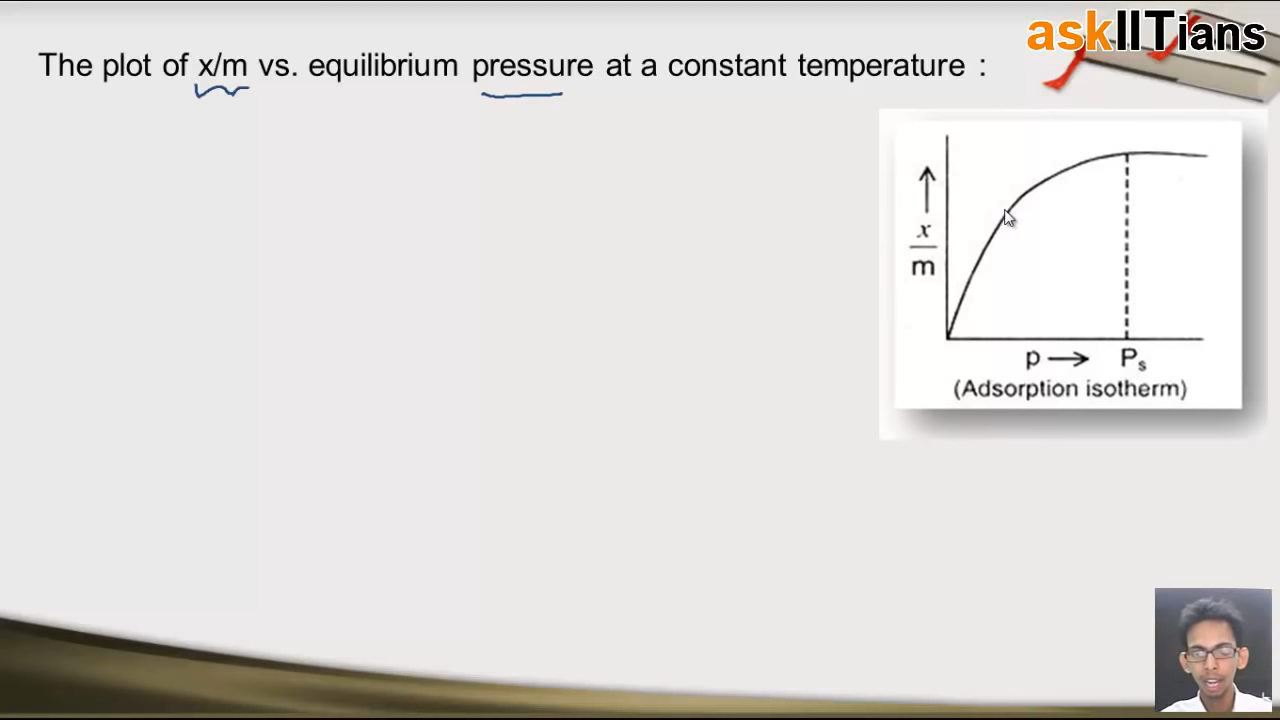 askIITians
The plot of x/m vs. equilibrium pressure at a constant temperature :
x
m
p → Ps
(Adsorption isotherm)